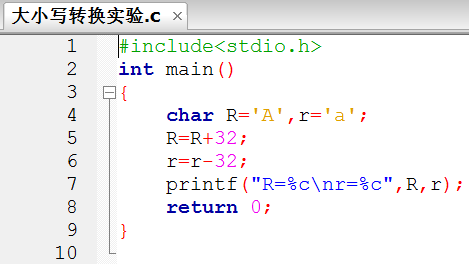 大小写转换实验.c ×
1 #include<stdio.h>
2 int main()
3 {
4 char R='A',r='a';
5 R=R+32;
6 r=r-32;
7 printf("R=%c\nr=%c",R,r);
8 return 0;
9 }
10